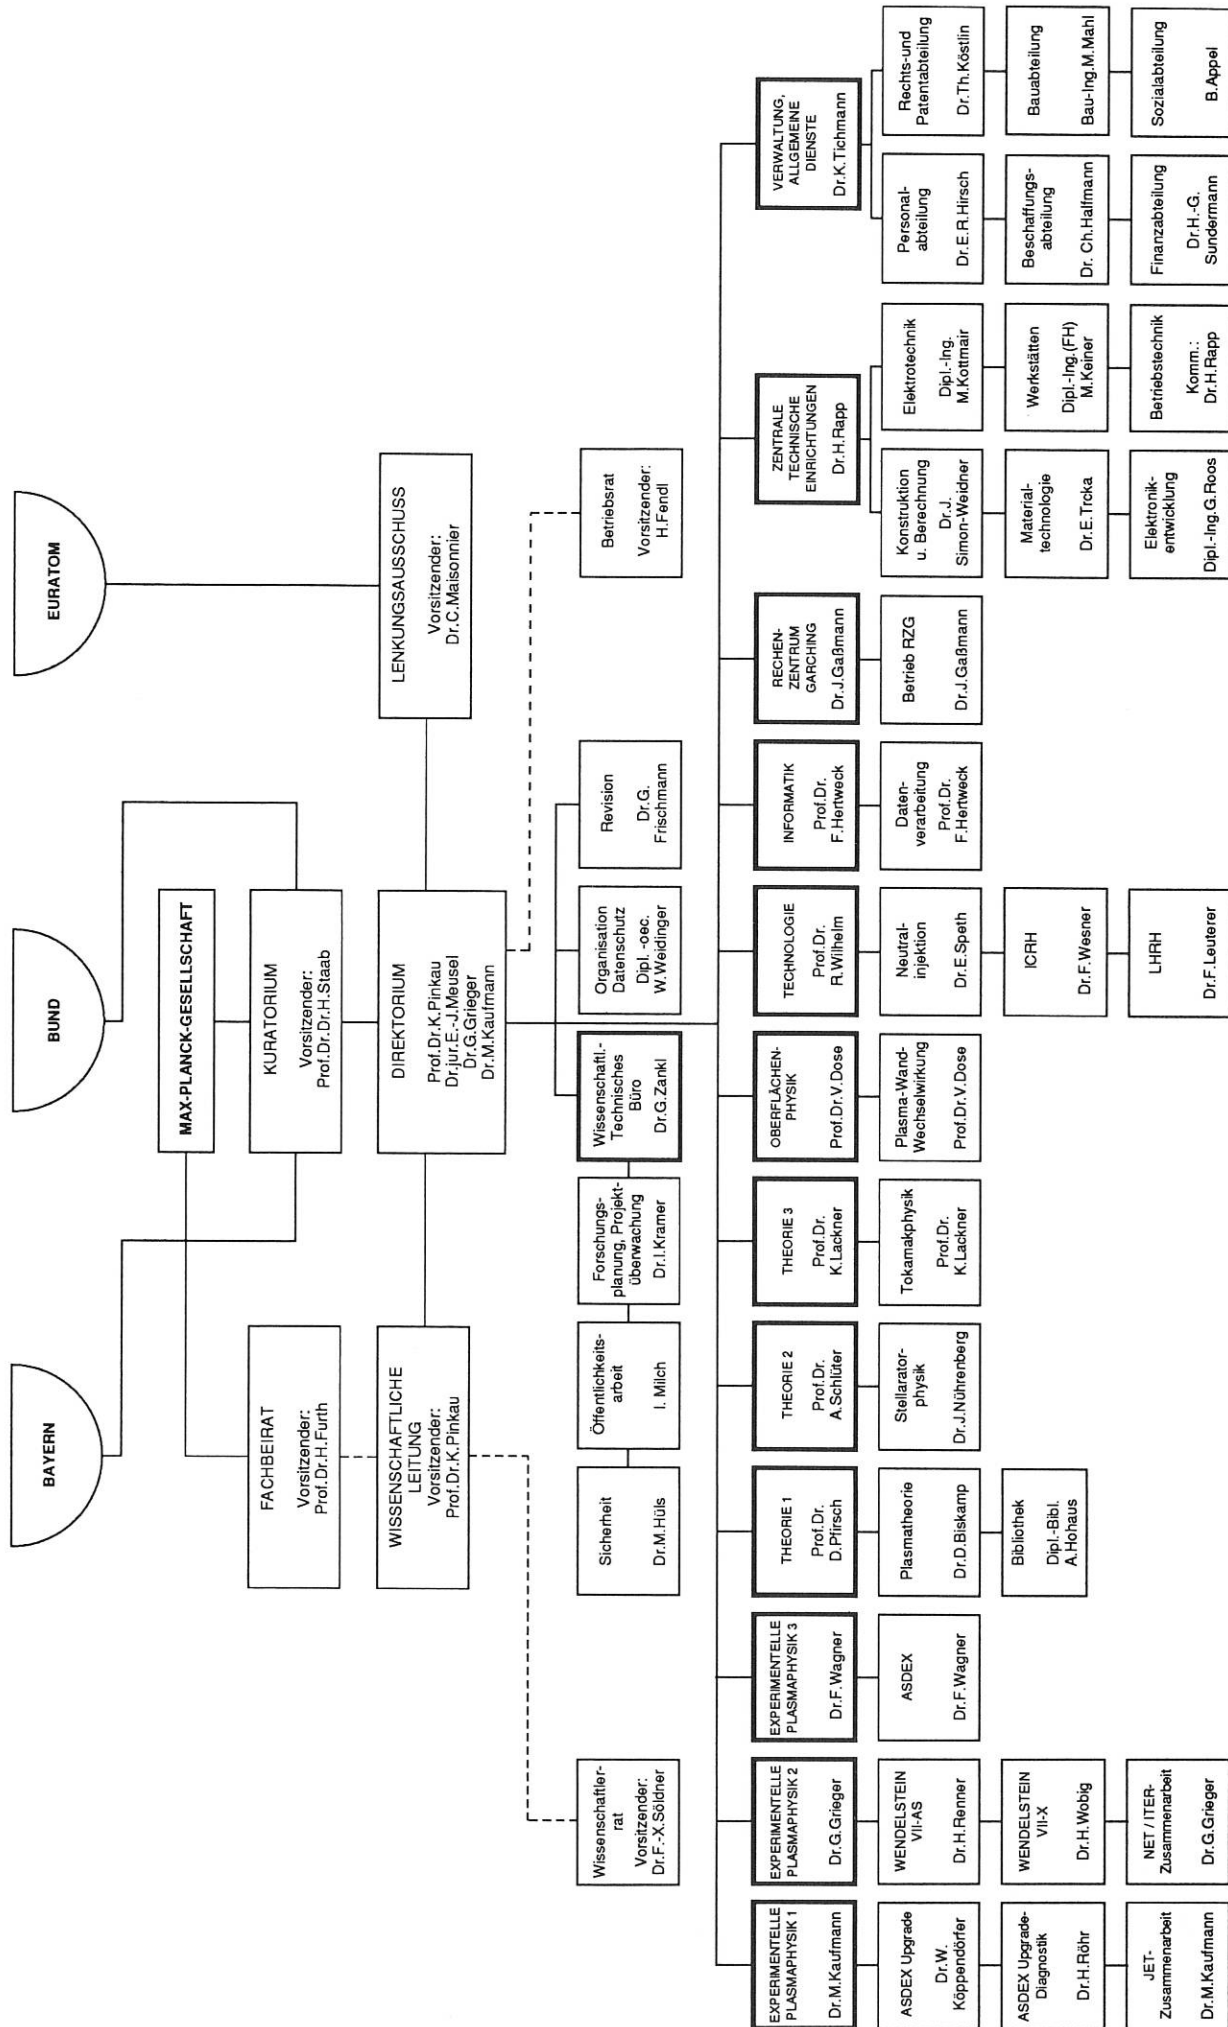 BAYERN
BUND
EURATOM
MAX-PLANCK-GESELLSCHAFT
FACHBEIRAT
Vorsitzender:
Prof.Dr.H.Furth
KURATORIUM
Vorsitzender:
Prof.Dr.Dr.H.Staab
WISSENSCHAFTLICHE
LEITUNG
Vorsitzender:
Prof.Dr.K.Pinkau
DIREKTORIUM
Prof.Dr.K.Pinkau
Dr.jur.E.-J.Meusel
Dr.G.Grieger
Dr.M.Kaufmann
LENKUNGSAUSSCHUSS
Vorsitzender:
Dr.C.Maisonnier
Wissenschaftler-
rat
Vorsitzender:
Dr.F.-X.Söldner
Sicherheit
Dr.M.Hüls
Öffentlichkeits-
arbeit
I. Milch
Forschungs-
planung, Projekt-
überwachung
Dr.I.Kramer
Wissenschaftl.-
Technisches
Büro
Dr.G.Zankl
Organisation
Datenschutz
Dipl.-oec.
W.Weidinger
Revision
Dr.G.
Frischmann
Betriebsrat
Vorsitzender:
H.Fendl
EXPERIMENTELLE
PLASMAPHYSIK 1
Dr.M.Kaufmann
ASDEX Upgrade
Dr.W.
Köppendörfer
ASDEX Upgrade-
Diagnostik
Dr.H.Röhr
JET-
Zusammenarbeit
Dr.M.Kaufmann
EXPERIMENTELLE
PLASMAPHYSIK 2
Dr.G.Grieger
WENDELSTEIN
VII-AS
Dr.H.Renner
WENDELSTEIN
VII-X
Dr.H.Wobig
NET / ITER-
Zusammenarbeit
Dr.G.Grieger
EXPERIMENTELLE
PLASMAPHYSIK 3
Dr.F.Wagner
ASDEX
Dr.F.Wagner
THEORIE 1
Prof.Dr.
D.Pfirsch
Plasmatheorie
Dr.D.Biskamp
Bibliothek
Dipl.-Bibl.
A.Hohaus
THEORIE 2
Prof.Dr.
A.Schlüter
Stellarator-
physik
Dr.J.Nührenberg
THEORIE 3
Prof.Dr.
K.Lackner
Tokamakphysik
Prof.Dr.
K.Lackner
OBERFLÄCHEN-
PHYSIK
Prof.Dr.V.Dose
Plasma-Wand-
Wechselwirkung
Prof.Dr.V.Dose
TECHNOLOGIE
Prof.Dr.
R.Wilhelm
Neutral-
injektion
Dr.E.Speth
ICRH
Dr.F.Wesner
LHRH
Dr.F.Leuterer
INFORMATIK
Prof.Dr.
F.Hertweck
Daten-
verarbeitung
Prof.Dr.
F.Hertweck
RECHEN-
ZENTRUM
GARCHING
Dr.J.Gaßmann
Betrieb RZG
Dr.J.Gaßmann
ZENTRALE
TECHNISCHE
EINRICHTUNGEN
Dr.H.Rapp
Konstruktion
u. Berechnung
Dr.J.
Simon-Weidner
Material-
technologie
Dr.E.Trcka
Elektronik-
entwicklung
Dipl.-Ing.G.Roos
Elektrotechnik
Dipl.-Ing.
M.Kottmair
Werkstätten
Dipl.-Ing.(FH)
M.Keiner
Betriebstechnik
Komm.:
Dr.H.Rapp
VERWALTUNG,
ALLGEMEINE
DIENSTE
Dr.K.Tichmann
Personal-
abteilung
Dr.E.R.Hirsch
Beschaffungs-
abteilung
Dr. Ch.Halfmann
Finanzabteilung
Dr.H.-G.
Sundermann
Rechts-und
Patentabteilung
Dr.Th.Köstlin
Bauabteilung
Bau-Ing.M.Mahl
Sozialabteilung
B.Appel